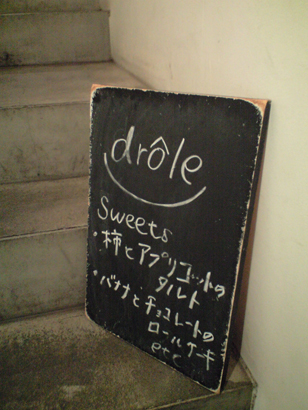 drôle
Sweets
・柿とアプリコットの
タルト
・バナナとチョコレートの
ロールケーキ
etc